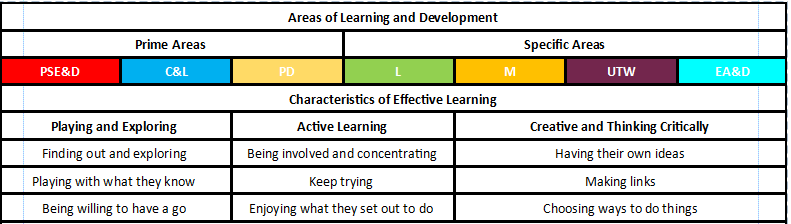 Areas of Learning and Development
Prime Areas Specific Areas
PSE&D C&L PD L M UTW EA&D
Characteristics of Effective Learning
Playing and Exploring Active Learning Creative and Thinking Critically
Finding out and exploring Being involved and concentrating Having their own ideas
Playing with what they know Keep trying Making links
Being willing to have a go Enjoying what they set out to do Choosing ways to do things